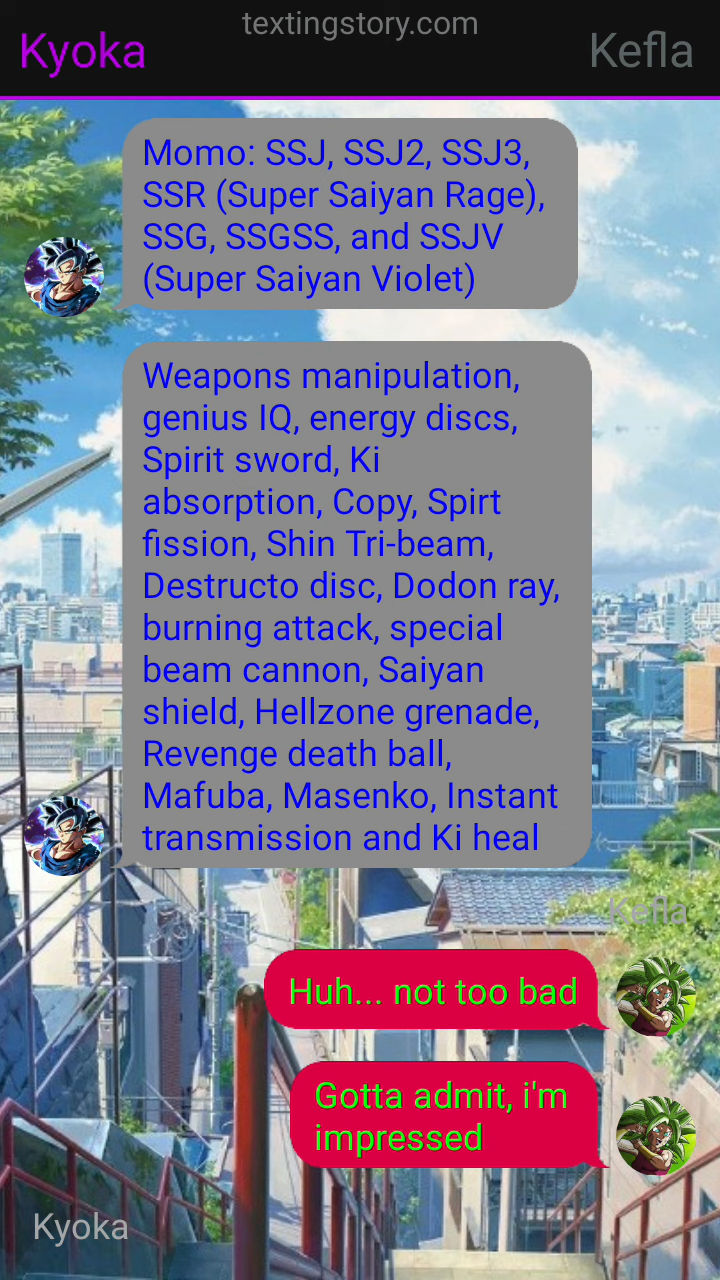 textingstory.com
Kyoka
Kefla
Momo: SSJ, SSJ2, SSJ3,
SSR (Super Saiyan Rage),
SSG, SSGSS, and SSJV
(Super Saiyan Violet)
Weapons manipulation,
genius IQ, energy discs,
Spirit sword, Ki
absorption, Copy, Spirt
fission, Shin Tri-beam,
Destructo disc, Dodon ray,
burning attack, special
beam cannon, Saiyan
shield, Hellzone grenade,
Revenge death ball,
Mafuba, Masenko, Instant
transmission and Ki heal
Kefla
Huh... not too bad
Gotta admit, i'm
impressed
Kyoka